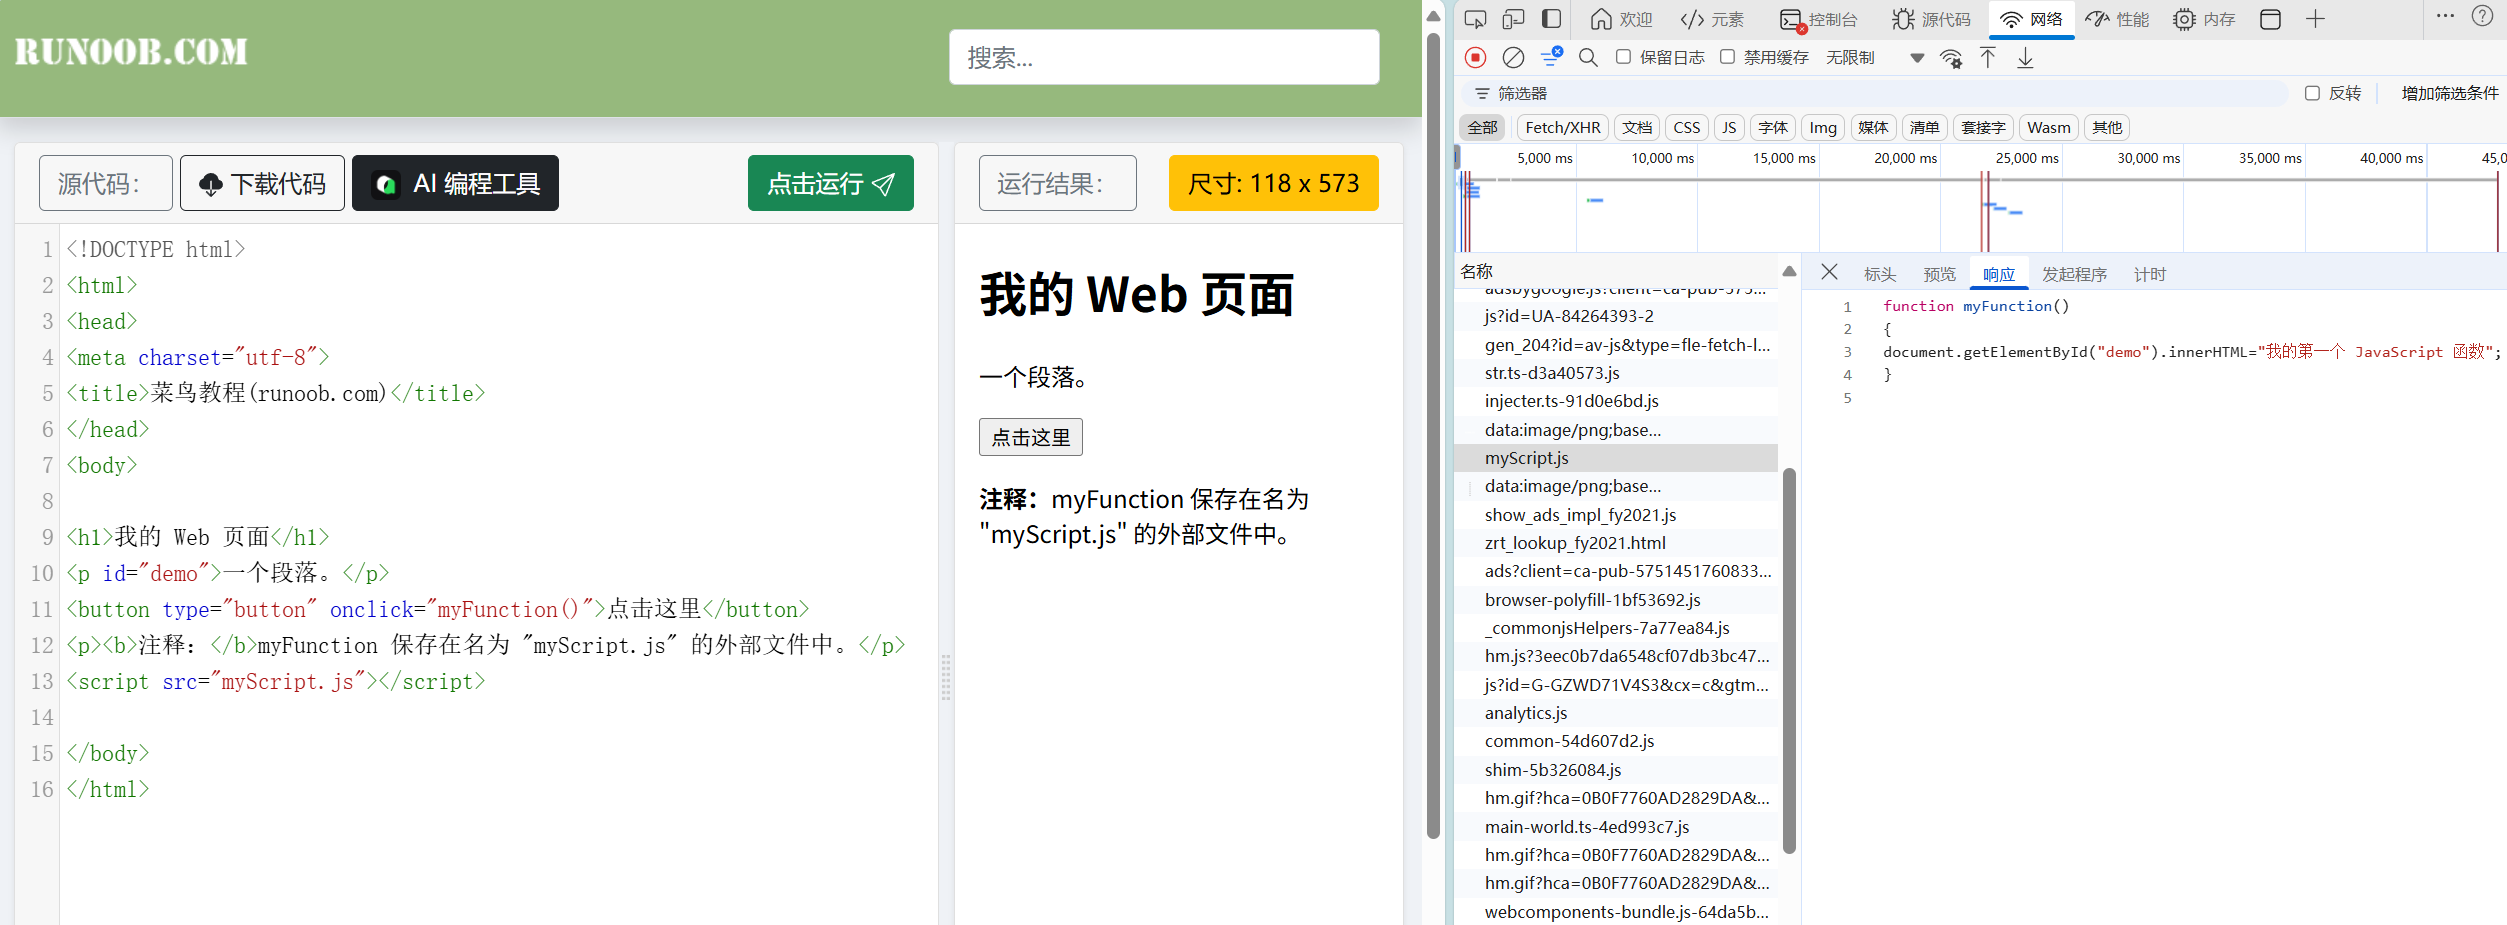 RUNOOB.COM
搜索...
源代码：
下载代码
AI 编程工具
点击运行
运行结果：
尺寸: 118 x 573
1 <!DOCTYPE html>
2 <html>
3 <head>
4 <meta charset="utf-8">
5 <title>菜鸟教程(runoob.com)</title>
6 </head>
7 <body>
8
9 <h1>我的 Web 页面</h1>
10 <p id="demo">一个段落。</p>
11 <button type="button" onclick="myFunction()">点击这里</button>
12 <p><b>注释：</b>myFunction 保存在名为 "myScript.js" 的外部文件中。</p>
13 <script src="myScript.js"></script>
14
15 </body>
16 </html>
我的 Web 页面
一个段落。
点击这里
注释：myFunction 保存在名为
"myScript.js" 的外部文件中。
欢迎
</> 元素
控制台
源代码
网络
性能
内存
保留日志
禁用缓存
无限制
筛选器
反转
增加筛选条件
全部
Fetch/XHR
文档
CSS
JS
字体
Img
媒体
清单
套接字
Wasm
其他
5,000 ms
10,000 ms
15,000 ms
20,000 ms
25,000 ms
30,000 ms
35,000 ms
40,000 ms
45,0
名称
adsbygoogle.js?client=ca-pub-575...
js?id=UA-84264393-2
gen_204?id=av-js&type=fle-fetch-l...
str.ts-d3a40573.js
injecter.ts-91d0e6bd.js
data:image/png;base...
myScript.js
data:image/png;base...
show_ads_impl_fy2021.js
zrt_lookup_fy2021.html
ads?client=ca-pub-5751451760833...
browser-polyfill-1bf53692.js
_commonjsHelpers-7a77ea84.js
hm.js?3eec0b7da6548cf07db3bc47...
js?id=G-GZWD71V4S3&cx=c&gtm...
analytics.js
common-54d607d2.js
shim-5b326084.js
hm.gif?hca=0B0F7760AD2829DA&...
main-world.ts-4ed993c7.js
hm.gif?hca=0B0F7760AD2829DA&...
hm.gif?hca=0B0F7760AD2829DA&...
webcomponents-bundle.js-64da5b...
标头
预览
响应
发起程序
计时
1 function myFunction()
2 {
3 document.getElementById("demo").innerHTML="我的第一个 JavaScript 函数";
4 }
5